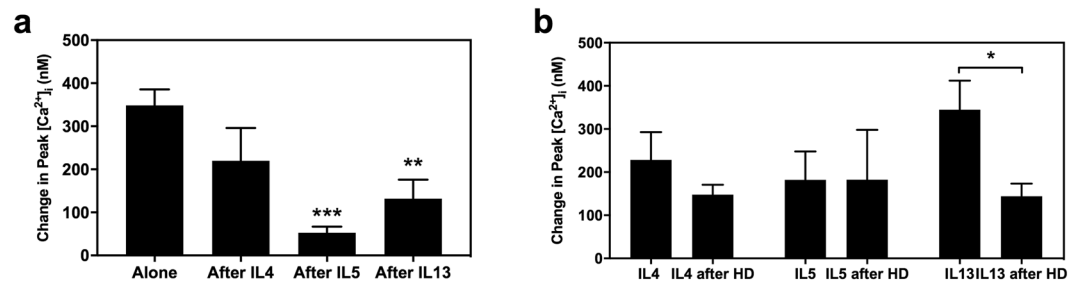 a
500
400
300
200
100
0
Change in Peak [Ca²⁺]ᵢ (nM)
**
***
Alone After IL4 After IL5 After IL13
b
500
400
300
200
100
0
Change in Peak [Ca²⁺]ᵢ (nM)
*
IL4 IL4 after HD IL5 IL5 after HD IL13 IL13 after HD